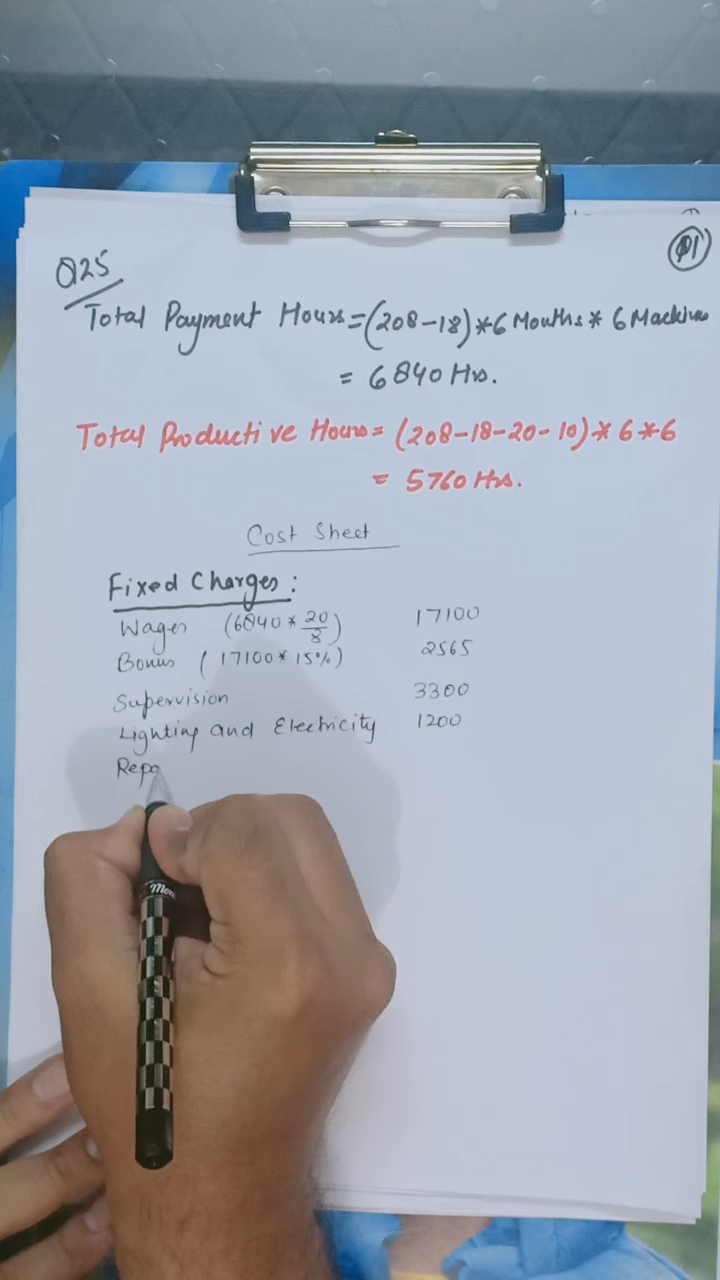 Q25
P1
Total Payment Hours=(208-18)*6 Months*6 Machines
= 6840 Hrs.
Total Productive Hours=(208-18-20-10)*6*6
= 5760 Hrs.
Cost Sheet
Fixed Charges:
Wages (6840*20/8) 17100
Bonus (17100*15%) 2565
Supervision 3300
Lighting and Electricity 1200
Repa